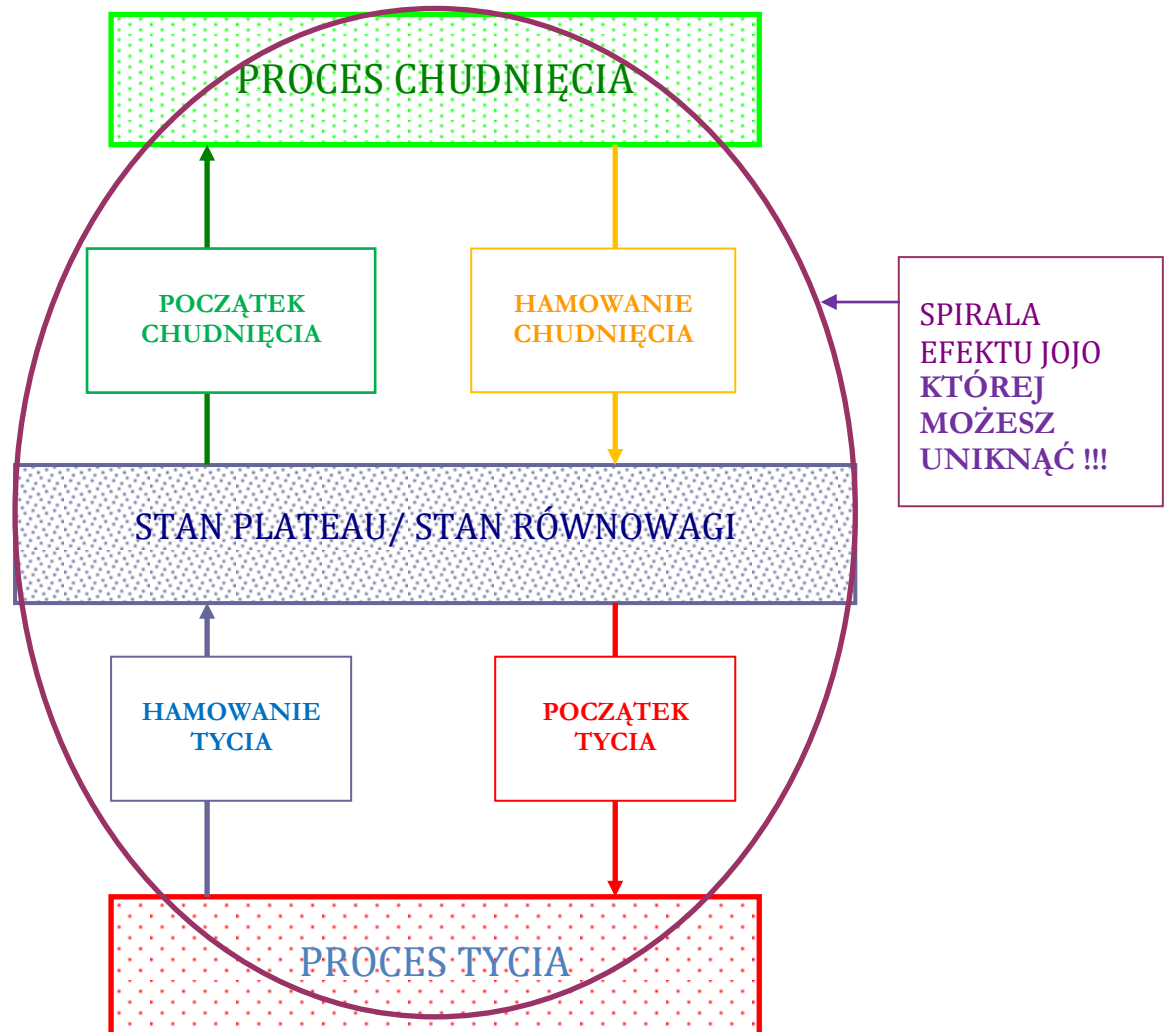 PROCES CHUDNIĘCIA
POCZĄTEK
CHUDNIĘCIA
HAMOWANIE
CHUDNIĘCIA
SPIRALA
EFEKTU JOJO
KTÓREJ
MOŻESZ
UNIKNĄĆ !!!
STAN PLATEAU/ STAN RÓWNOWAGI
HAMOWANIE
TYCIA
POCZĄTEK
TYCIA
PROCES TYCIA